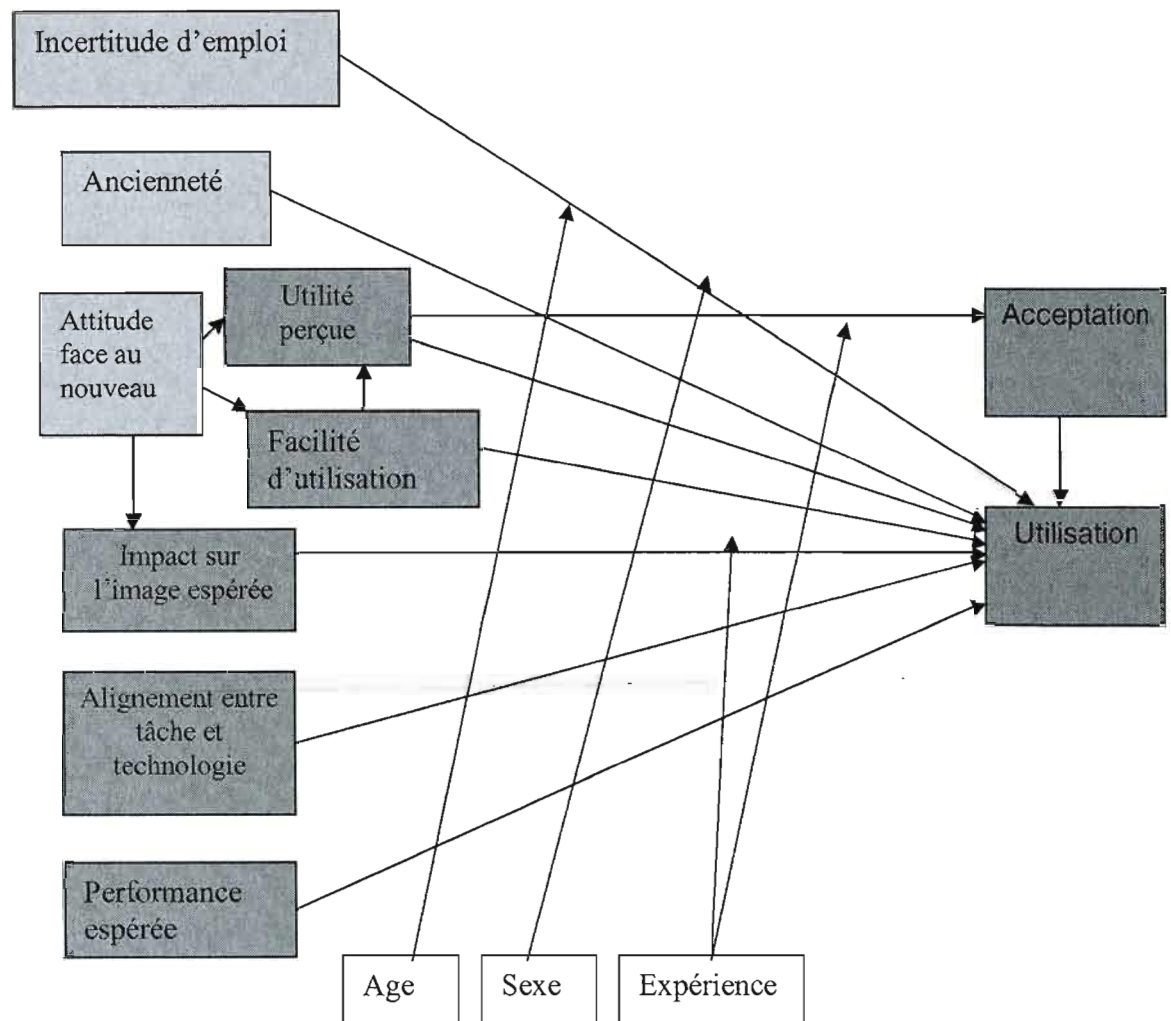 Incertitude d'emploi
Ancienneté
Utilité
perçue
Acceptation
Attitude
face au
nouveau
Facilité
d'utilisation
Utilisation
Impact sur
l'image espérée
Alignement entre
tâche et
technologie
Performance
espérée
Age
Sexe
Expérience